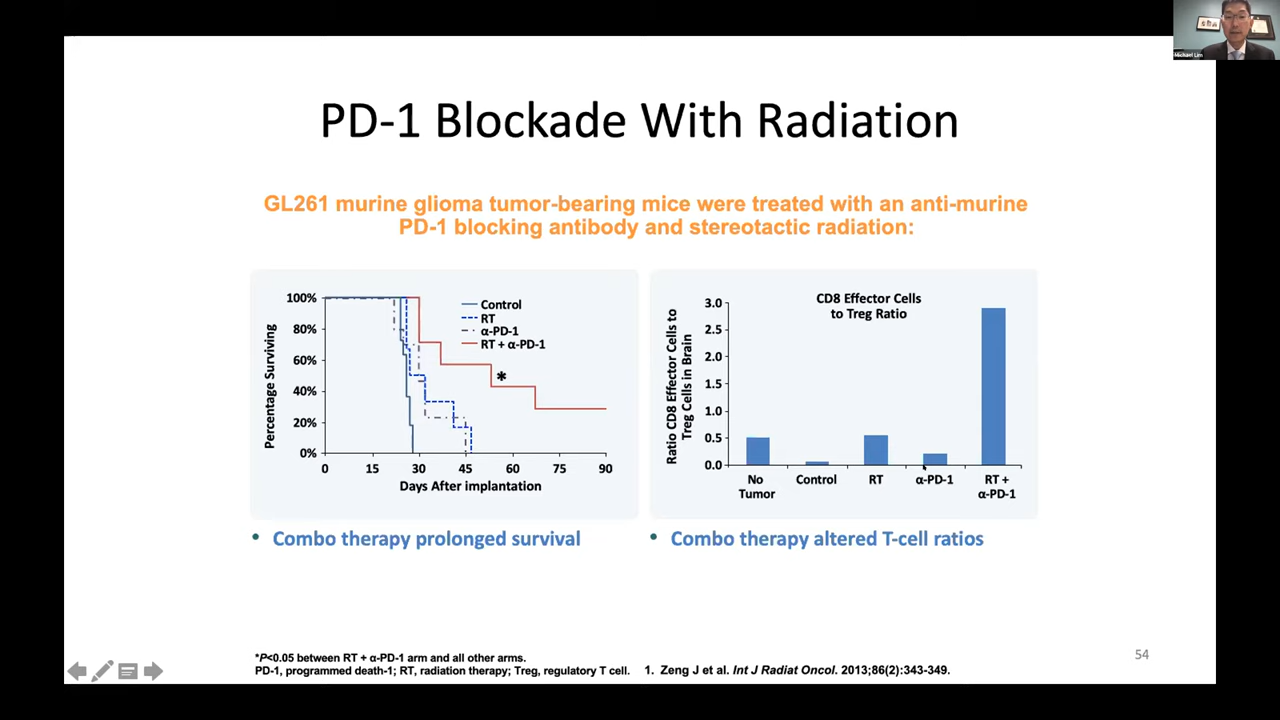 Michael Lim
PD-1 Blockade With Radiation
GL261 murine glioma tumor-bearing mice were treated with an anti-murine
PD-1 blocking antibody and stereotactic radiation:
100%
80%
60%
40%
20%
0%
Percentage Surviving
0 15 30 45 60 75 90
Days After implantation
Control
RT
α-PD-1
RT + α-PD-1
*
CD8 Effector Cells
to Treg Ratio
3.0
2.5
2.0
1.5
1.0
0.5
0.0
Ratio CD8 Effector Cells to
Treg Cells in Brain
No
Tumor
Control
RT
α-PD-1
RT +
α-PD-1
• Combo therapy prolonged survival
• Combo therapy altered T-cell ratios
*P<0.05 between RT + α-PD-1 arm and all other arms.
PD-1, programmed death-1; RT, radiation therapy; Treg, regulatory T cell.
1. Zeng J et al. Int J Radiat Oncol. 2013;86(2):343-349.
54